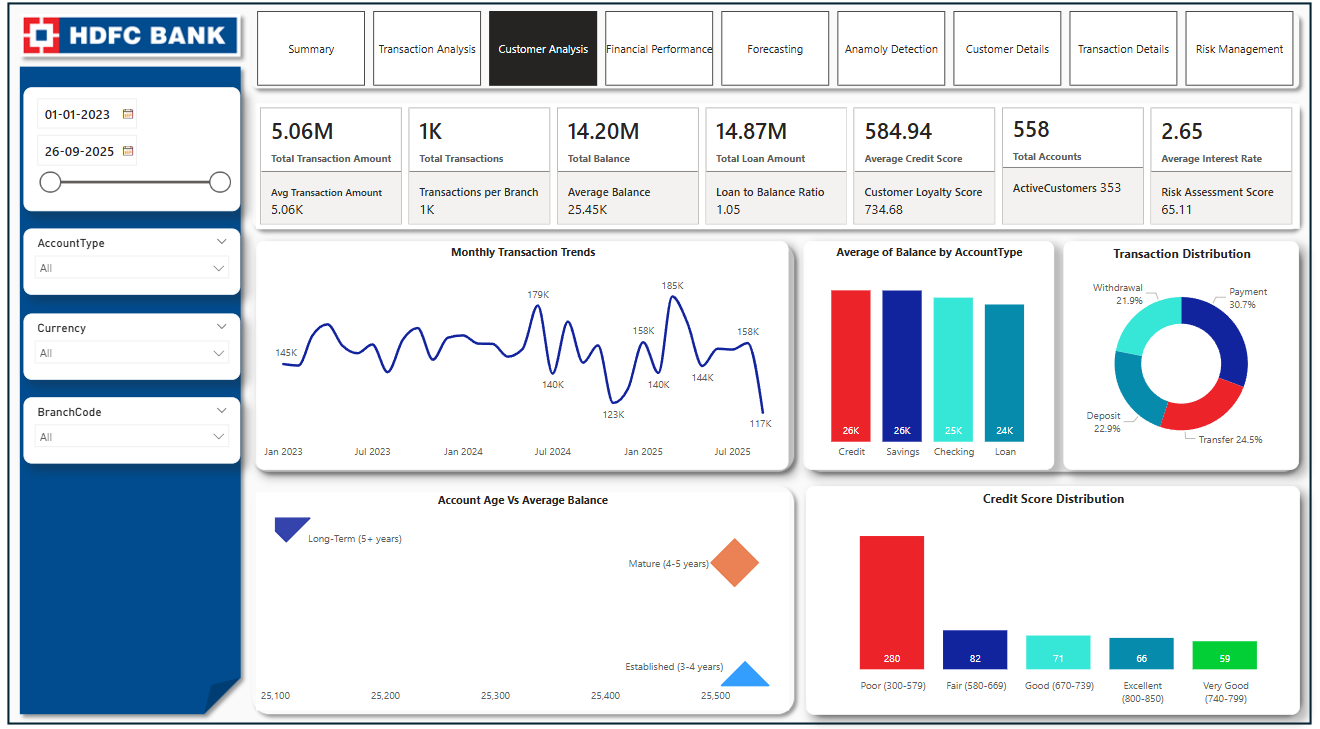 HDFC BANK
Summary
Transaction Analysis
Customer Analysis
Financial Performance
Forecasting
Anamoly Detection
Customer Details
Transaction Details
Risk Management
01-01-2023
26-09-2025
AccountType
All
Currency
All
BranchCode
All
5.06M
Total Transaction Amount
Avg Transaction Amount
5.06K
1K
Total Transactions
Transactions per Branch
1K
14.20M
Total Balance
Average Balance
25.45K
14.87M
Total Loan Amount
Loan to Balance Ratio
1.05
584.94
Average Credit Score
Customer Loyalty Score
734.68
558
Total Accounts
ActiveCustomers 353
2.65
Average Interest Rate
Risk Assessment Score
65.11
Monthly Transaction Trends
145K
179K
140K
123K
158K
140K
185K
144K
158K
117K
Jan 2023
Jul 2023
Jan 2024
Jul 2024
Jan 2025
Jul 2025
Average of Balance by AccountType
26K
26K
25K
24K
Credit
Savings
Checking
Loan
Transaction Distribution
Withdrawal
21.9%
Payment
30.7%
Deposit
22.9%
Transfer 24.5%
Account Age Vs Average Balance
Long-Term (5+ years)
Mature (4-5 years)
Established (3-4 years)
25,100
25,200
25,300
25,400
25,500
Credit Score Distribution
280
82
71
66
59
Poor (300-579)
Fair (580-669)
Good (670-739)
Excellent
(800-850)
Very Good
(740-799)